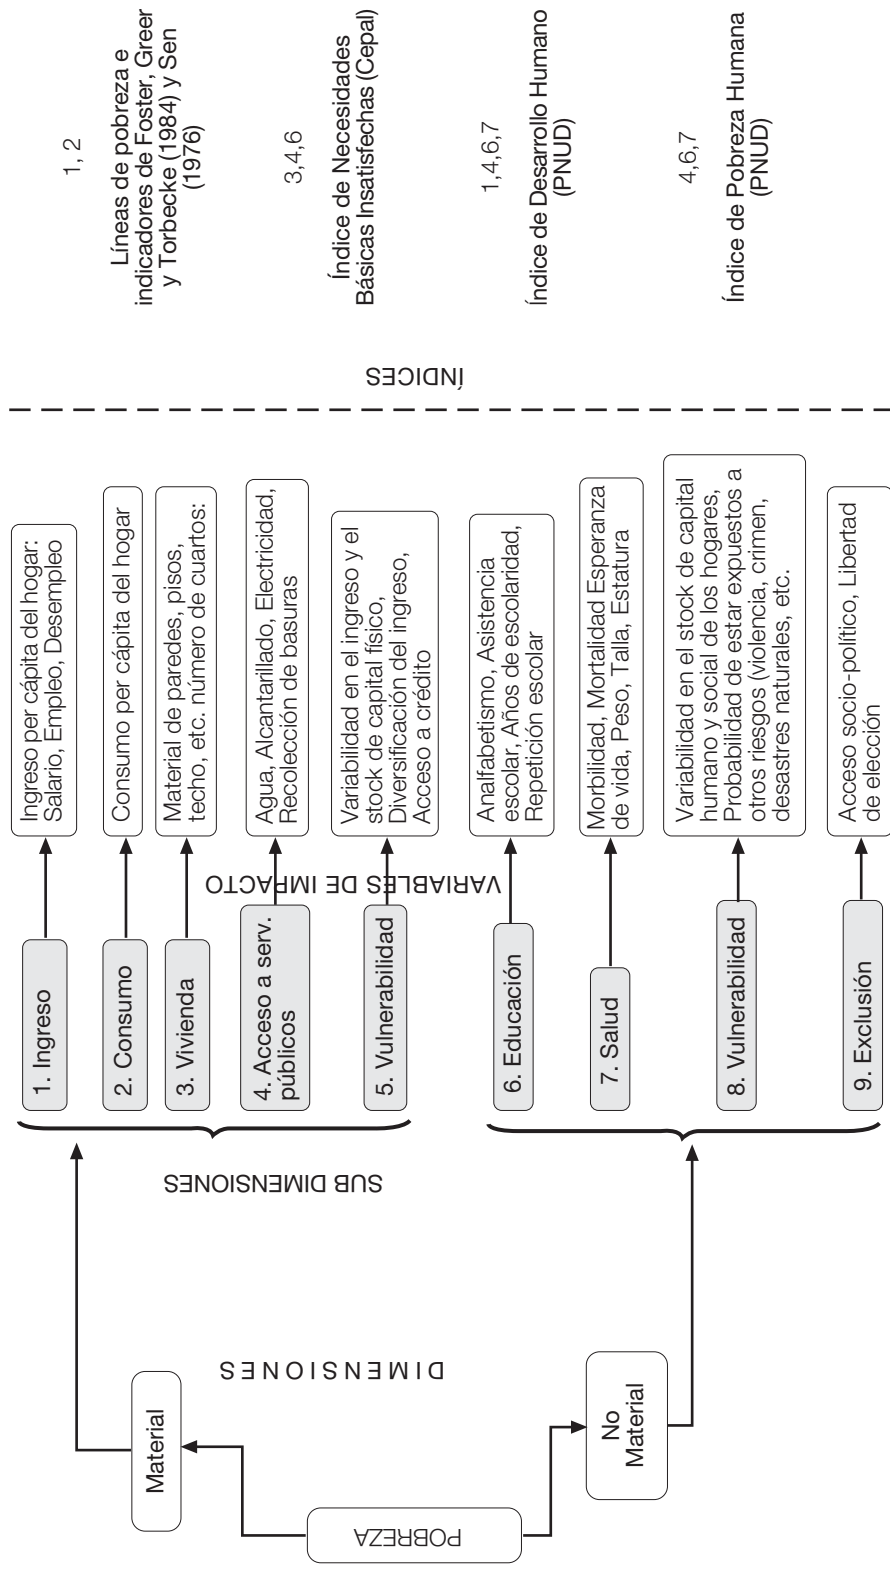 POBREZA
DIMENSIONES
Material
No
Material
SUB DIMENSIONES
1. Ingreso
2. Consumo
3. Vivienda
4. Acceso a serv.
públicos
5. Vulnerabilidad
6. Educación
7. Salud
8. Vulnerabilidad
9. Exclusión
VARIABLES DE IMPACTO
Ingreso per cápita del hogar:
Salario, Empleo, Desempleo
Consumo per cápita del hogar
Material de paredes, pisos,
techo, etc. número de cuartos:
Agua, Alcantarillado, Electricidad,
Recolección de basuras
Variabilidad en el ingreso y el
stock de capital físico,
Diversificación del ingreso,
Acceso a crédito
Analfabetismo, Asistencia
escolar, Años de escolaridad,
Repetición escolar
Morbilidad, Mortalidad Esperanza
de vida, Peso, Talla, Estatura
Variabilidad en el stock de capital
humano y social de los hogares,
Probabilidad de estar expuestos a
otros riesgos (violencia, crimen,
desastres naturales, etc.
Acceso socio-político, Libertad
de elección
ÍNDICES
1, 2
Líneas de pobreza e
indicadores de Foster, Greer
y Torbecke (1984) y Sen
(1976)
3,4,6
Índice de Necesidades
Básicas Insatisfechas (Cepal)
1,4,6,7
Índice de Desarrollo Humano
(PNUD)
4,6,7
Índice de Pobreza Humana
(PNUD)